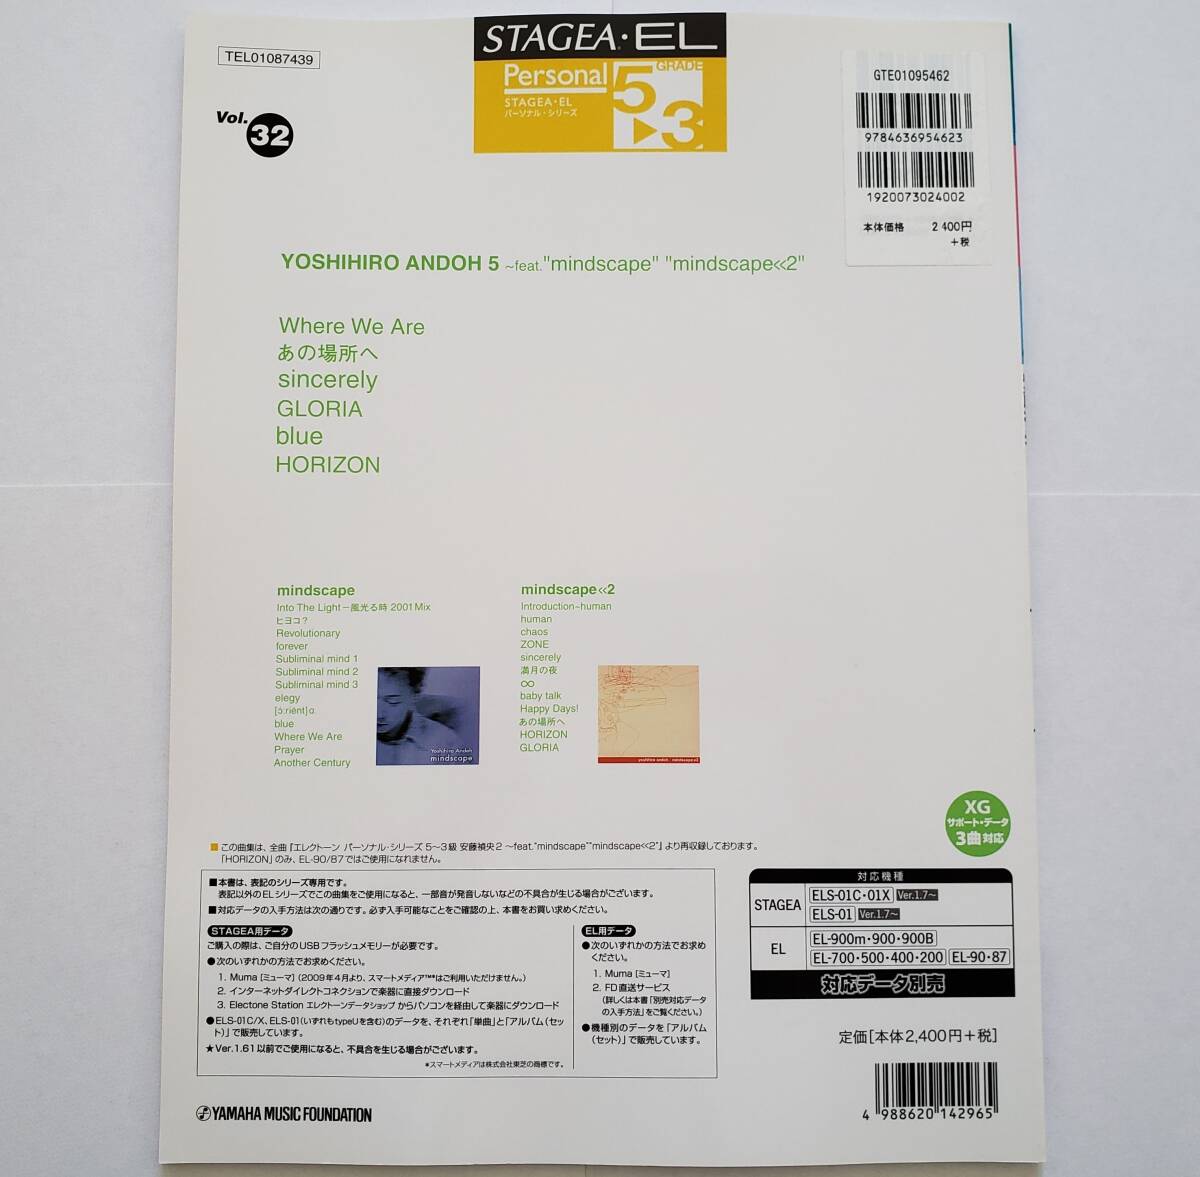 TEL01087439
Vol. 32
STAGEA・EL
Personal
STAGEA・EL
パーソナル・シリーズ
GRADE
5▶3
GTE01095462
9784636954623
1920073024002
本体価格 2400円
+税
YOSHIHIRO ANDOH 5 ~feat."mindscape" "mindscape≪2"
Where We Are
あの場所へ
sincerely
GLORIA
blue
HORIZON
mindscape
Into The Light－風光る時 2001 Mix
ヒヨコ？
Revolutionary
forever
Subliminal mind 1
Subliminal mind 2
Subliminal mind 3
elegy
[ɔ:riént]α
blue
Where We Are
Prayer
Another Century
Yoshihiro Andoh
mindscape
mindscape≪2
Introduction~human
human
chaos
ZONE
sincerely
満月の夜
∞
baby talk
Happy Days!
あの場所へ
HORIZON
GLORIA
yoshihiro andoh / mindscape≪2
XG
サポート・データ
3曲対応
■この曲集は、全曲『エレクトーン パーソナル・シリーズ 5～3級 安藤禎央2 ～feat."mindscape""mindscape≪2"』より再収録しております。
「HORIZON」のみ、EL-90/87ではご使用になれません。
■本書は、表記のシリーズ専用です。
表記以外のELシリーズでこの曲集をご使用になると、一部音が発音しないなどの不具合が生じる場合がございます。
■対応データの入手方法は次の通りです。必ず入手可能なことをご確認の上、本書をお買い求めください。
STAGEA用データ
ご購入の際は、ご自分のUSBフラッシュメモリーが必要です。
●次のいずれかの方法でお求めください。
1. Muma [ミューマ] (2009年4月より、スマートメディア™*はご利用いただけません。)
2. インターネットダイレクトコネクションで楽器に直接ダウンロード
3. Electone Station エレクトーンデータショップ からパソコンを経由して楽器にダウンロード
●ELS-01C/X、ELS-01(いずれもtypeUを含む)のデータを、それぞれ「単曲」と「アルバム(セット)」で販売しています。
★Ver.1.61以前でご使用になると、不具合を生じる場合がございます。
*スマートメディアは株式会社東芝の商標です。
EL用データ
●次のいずれかの方法でお求めください。
1. Muma [ミューマ]
2. FD直送サービス
(詳しくは本書「別売対応データの入手方法」をご覧ください。)
●機種別のデータを「アルバム(セット)」で販売しています。
対応機種
STAGEA
ELS-01C・01X Ver.1.7～
ELS-01 Ver.1.7～
EL
EL-900m・900・900B
EL-700・500・400・200 EL-90・87
対応データ別売
定価[本体2,400円+税]
4 988620 142965
YAMAHA MUSIC FOUNDATION